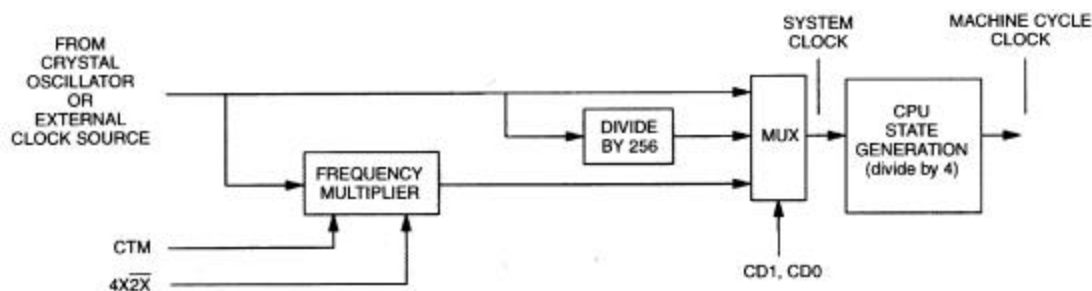 FROM
CRYSTAL
OSCILLATOR
OR
EXTERNAL
CLOCK SOURCE
SYSTEM
CLOCK
MACHINE CYCLE
CLOCK
DIVIDE
BY 256
MUX
CPU
STATE
GENERATION
(divide by 4)
FREQUENCY
MULTIPLIER
CTM
4X2X̅
CD1, CD0